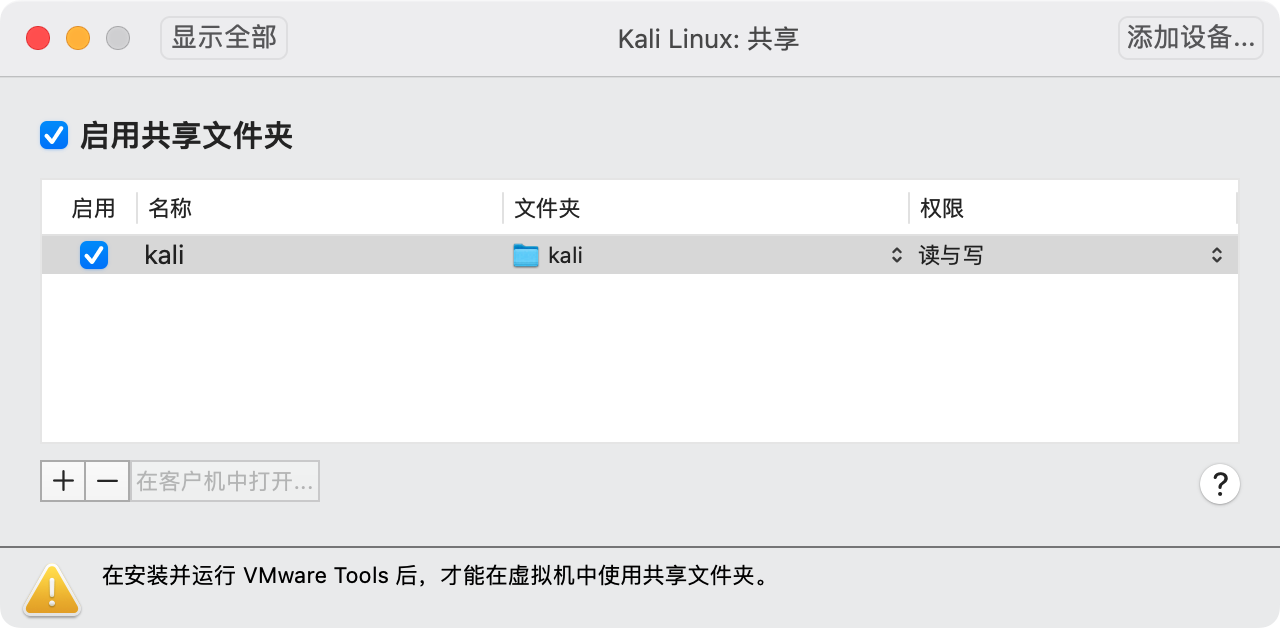 显示全部
Kali Linux: 共享
添加设备...
启用共享文件夹
启用 名称 文件夹 权限
kali kali 读与写
+ − 在客户机中打开...
?
在安装并运行 VMware Tools 后，才能在虚拟机中使用共享文件夹。